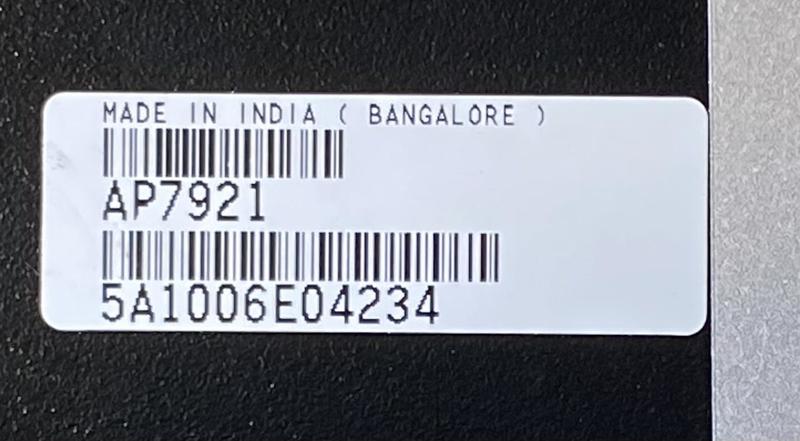 MADE IN INDIA ( BANGALORE )
AP7921
5A1006E04234